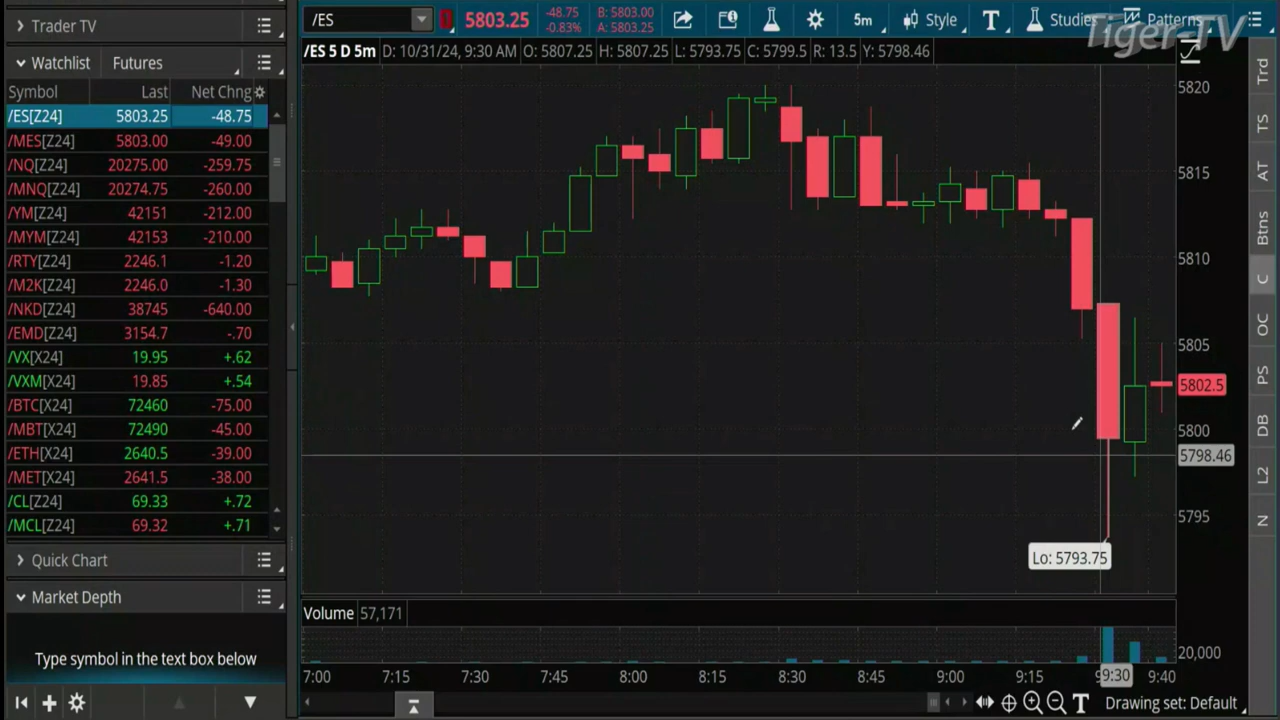 Trader TV
Watchlist Futures
Symbol Last Net Chng
/ES[Z24] 5803.25 -48.75
/MES[Z24] 5803.00 -49.00
/NQ[Z24] 20275.00 -259.75
/MNQ[Z24] 20274.75 -260.00
/YM[Z24] 42151 -212.00
/MYM[Z24] 42153 -210.00
/RTY[Z24] 2246.1 -1.20
/M2K[Z24] 2246.0 -1.30
/NKD[Z24] 38745 -640.00
/EMD[Z24] 3154.7 -.70
/VX[X24] 19.95 +.62
/VXM[X24] 19.85 +.54
/BTC[X24] 72460 -75.00
/MBT[X24] 72490 -45.00
/ETH[X24] 2640.5 -39.00
/MET[X24] 2641.5 -38.00
/CL[Z24] 69.33 +.72
/MCL[Z24] 69.32 +.71
Quick Chart
Market Depth
Type symbol in the text box below
/ES 5803.25 -48.75 -0.83% B: 5803.00 A: 5803.25 5m Style T Studies Patterns
Tiger-TV
/ES 5 D 5m D: 10/31/24, 9:30 AM O: 5807.25 H: 5807.25 L: 5793.75 C: 5799.5 R: 13.5 Y: 5798.46
5820
5815
5810
5805
5802.5
5800
5798.46
5795
Lo: 5793.75
Volume 57,171
20,000
7:00 7:15 7:30 7:45 8:00 8:15 8:30 8:45 9:00 9:15 9:30 9:40
T Drawing set: Default
Trd
TS
AT
Btns
C
OC
PS
DB
L2
N